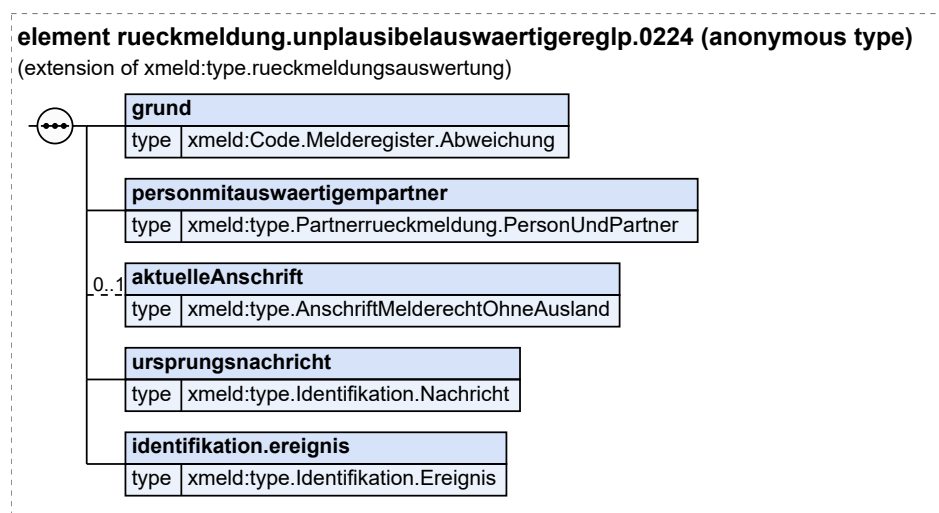 element rueckmeldung.unplausibelauswaertigereglp.0224 (anonymous type)
(extension of xmeld:type.rueckmeldungsauswertung)
grund
type xmeld:Code.Melderegister.Abweichung
personmitauswaertigempartner
type xmeld:type.Partnerrueckmeldung.PersonUndPartner
0..1 aktuelleAnschrift
type xmeld:type.AnschriftMelderechtOhneAusland
ursprungsnachricht
type xmeld:type.Identifikation.Nachricht
identifikation.ereignis
type xmeld:type.Identifikation.Ereignis